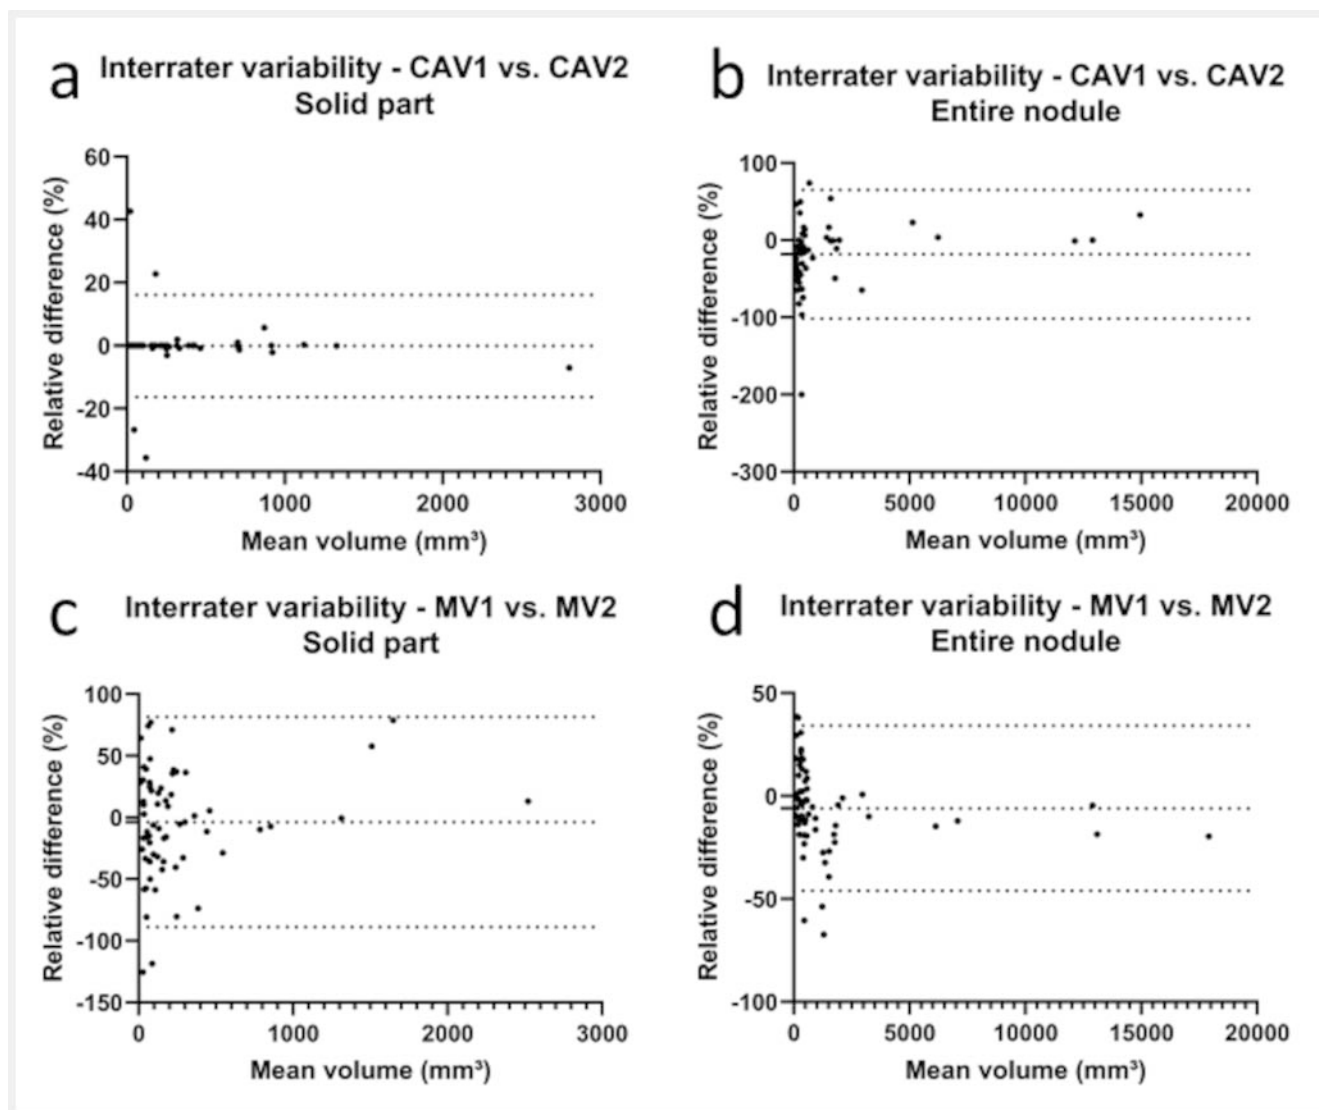 a
Interrater variability - CAV1 vs. CAV2
Solid part
Relative difference (%)
60
40
20
0
-20
-40
0 1000 2000 3000
Mean volume (mm³)
b
Interrater variability - CAV1 vs. CAV2
Entire nodule
Relative difference (%)
100
0
-100
-200
-300
0 5000 10000 15000 20000
Mean volume (mm³)
c
Interrater variability - MV1 vs. MV2
Solid part
Relative difference (%)
100
50
0
-50
-100
-150
0 1000 2000 3000
Mean volume (mm³)
d
Interrater variability - MV1 vs. MV2
Entire nodule
Relative difference (%)
50
0
-50
-100
0 5000 10000 15000 20000
Mean volume (mm³)